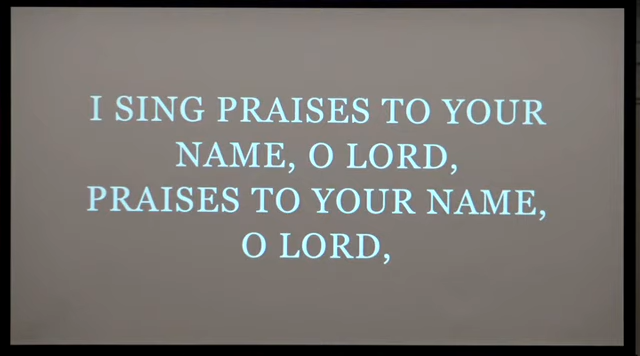 I SING PRAISES TO YOUR
NAME, O LORD,
PRAISES TO YOUR NAME,
O LORD,